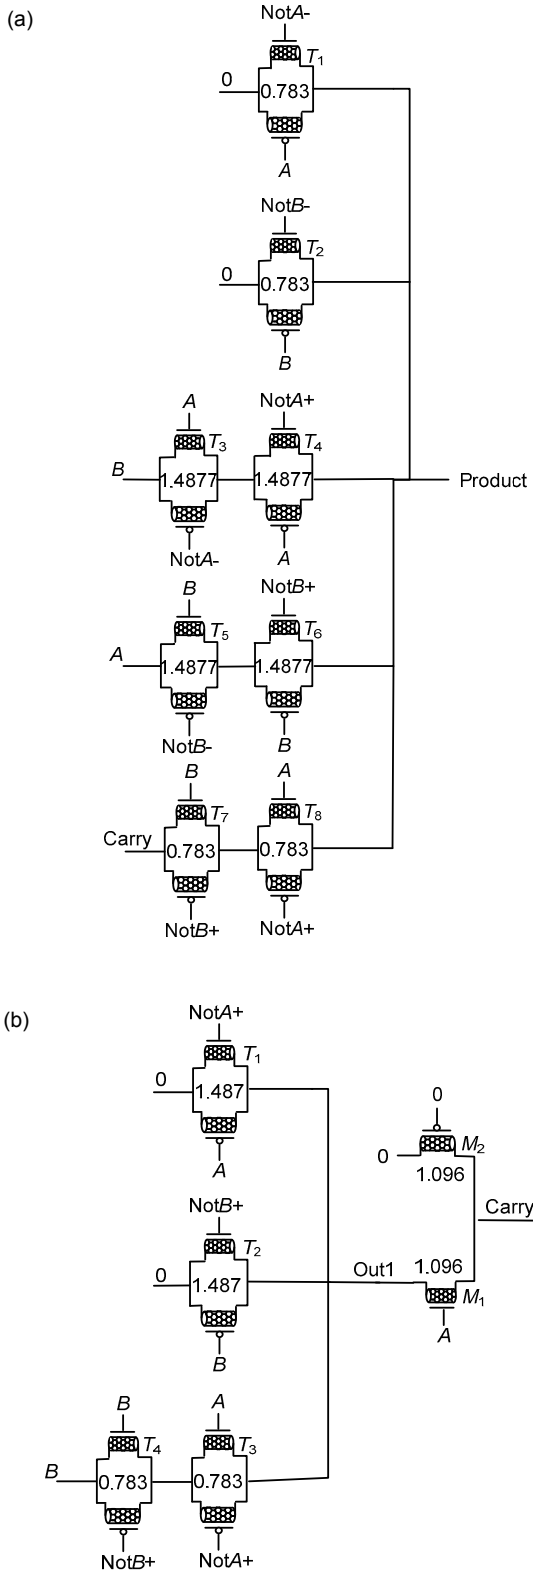 (a)
NotA-
T1
0
0.783
A
NotB-
T2
0
0.783
B
A
NotA+
T3
T4
B
1.4877
1.4877
Product
NotA-
A
B
NotB+
T5
T6
A
1.4877
1.4877
NotB-
B
B
A
T7
T8
Carry
0.783
0.783
NotB+
NotA+
(b)
NotA+
T1
0
1.487
A
0
M2
0
1.096
Carry
NotB+
T2
0
1.487
Out1
1.096
M1
A
B
B
A
T4
T3
B
0.783
0.783
NotB+
NotA+